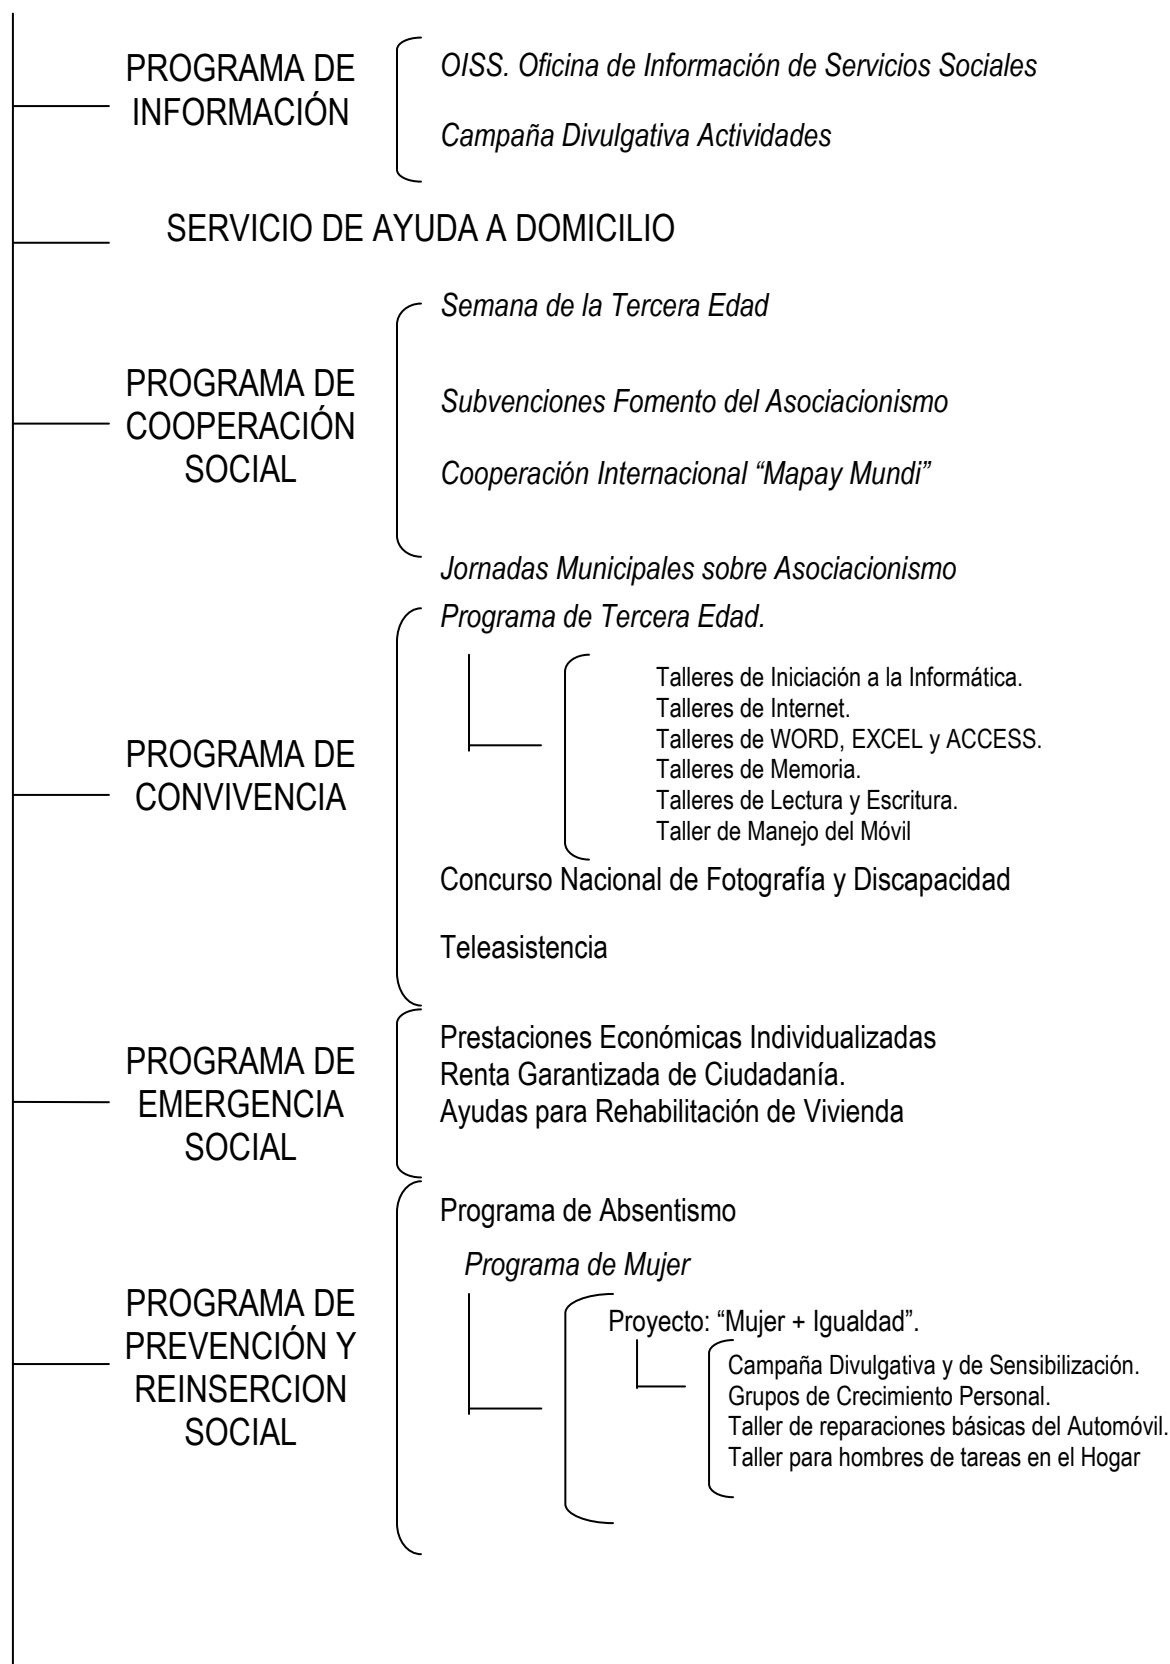 PROGRAMA DE
INFORMACIÓN
OISS. Oficina de Información de Servicios Sociales
Campaña Divulgativa Actividades
SERVICIO DE AYUDA A DOMICILIO
PROGRAMA DE
COOPERACIÓN
SOCIAL
Semana de la Tercera Edad
Subvenciones Fomento del Asociacionismo
Cooperación Internacional “Mapay Mundi”
Jornadas Municipales sobre Asociacionismo
PROGRAMA DE
CONVIVENCIA
Programa de Tercera Edad.
Talleres de Iniciación a la Informática.
Talleres de Internet.
Talleres de WORD, EXCEL y ACCESS.
Talleres de Memoria.
Talleres de Lectura y Escritura.
Taller de Manejo del Móvil
Concurso Nacional de Fotografía y Discapacidad
Teleasistencia
PROGRAMA DE
EMERGENCIA
SOCIAL
Prestaciones Económicas Individualizadas
Renta Garantizada de Ciudadanía.
Ayudas para Rehabilitación de Vivienda
PROGRAMA DE
PREVENCIÓN Y
REINSERCION
SOCIAL
Programa de Absentismo
Programa de Mujer
Proyecto: “Mujer + Igualdad”.
Campaña Divulgativa y de Sensibilización.
Grupos de Crecimiento Personal.
Taller de reparaciones básicas del Automóvil.
Taller para hombres de tareas en el Hogar